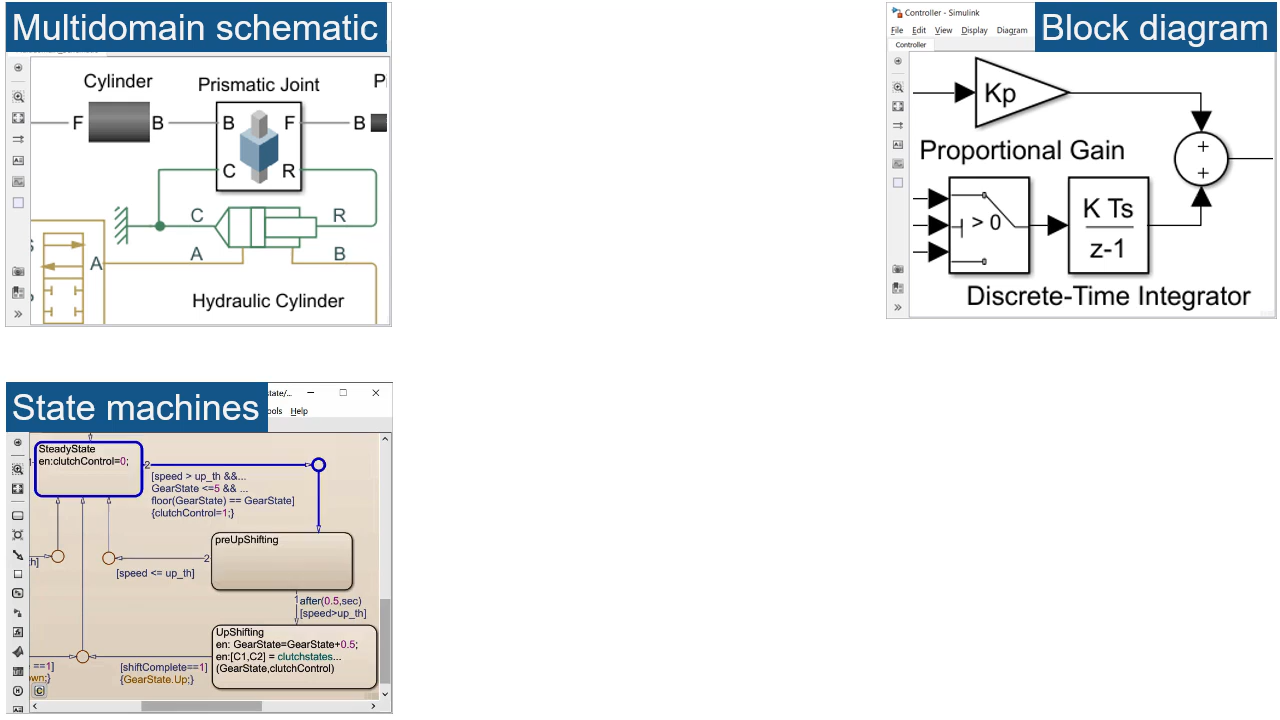 Multidomain schematic
Cylinder
Prismatic Joint
F
B
B
F
B
C
R
C
R
A
A
B
Hydraulic Cylinder
Controller - Simulink
Block diagram
File Edit View Display Diagram
Controller
Kp
+
+
Proportional Gain
> 0
K Ts
z-1
Discrete-Time Integrator
State machines
Help
SteadyState
en:clutchControl=0;
2
[speed > up_th &&...
GearState <=5 && ...
floor(GearState) == GearState]
{clutchControl=1;}
preUpShifting
2
[speed <= up_th]
1
after(0.5,sec)
[speed>up_th]
UpShifting
en: GearState=GearState+0.5;
en:[C1,C2] = clutchstates...
(GearState,clutchControl)
[shiftComplete==1]
{GearState.Up;}
==1]